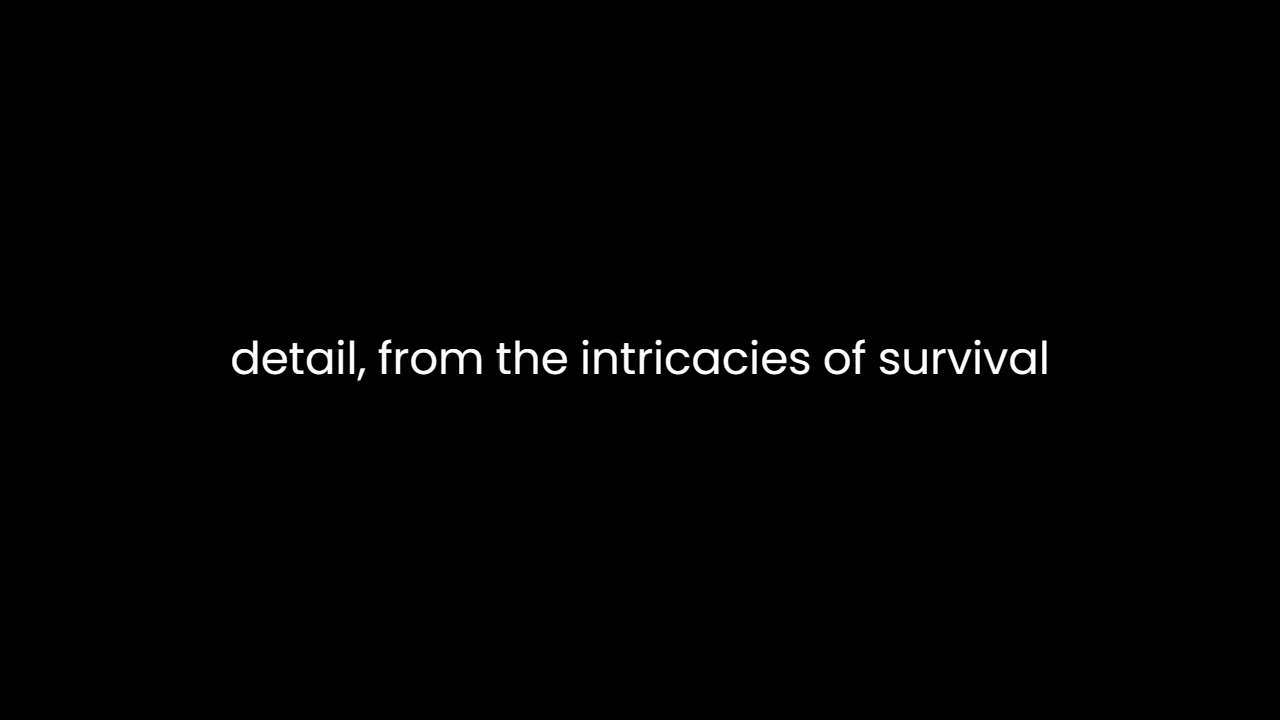 detail, from the intricacies of survival